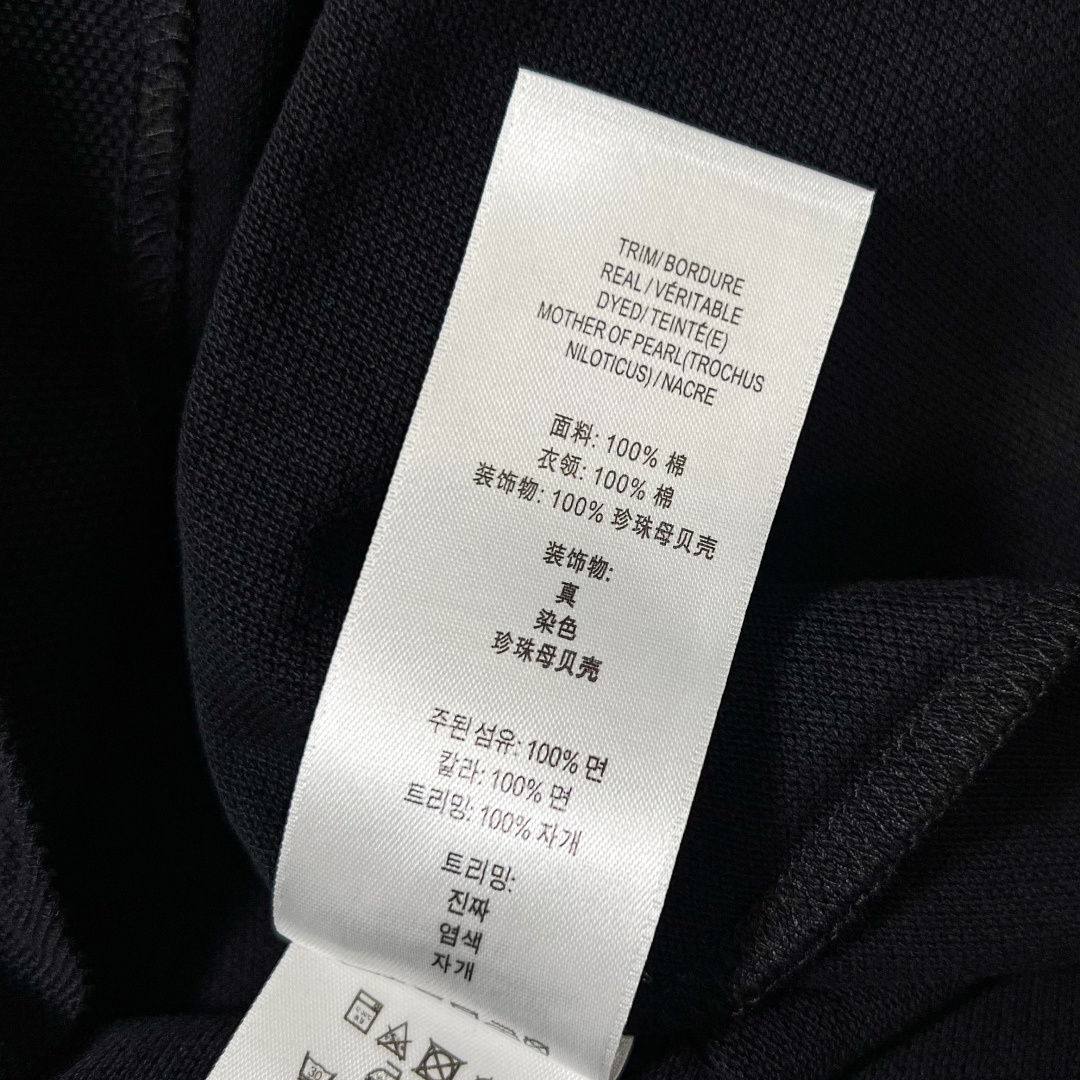 TRIM/ BORDURE
REAL / VÉRITABLE
DYED/ TEINTÉ(E)
MOTHER OF PEARL(TROCHUS
NILOTICUS) / NACRE
面料: 100% 棉
衣领: 100% 棉
装饰物: 100% 珍珠母贝壳
装饰物:
真
染色
珍珠母贝壳
주된 섬유: 100% 면
칼라: 100% 면
트리밍: 100% 자개
트리밍:
진짜
염색
자개
30